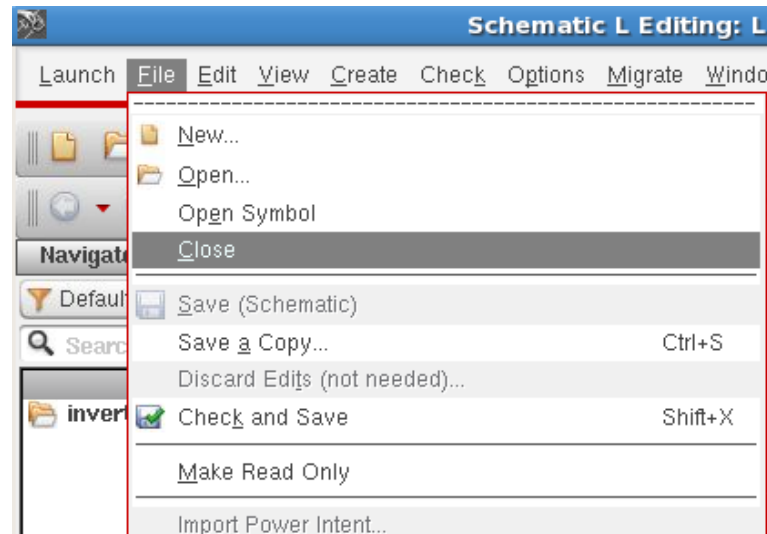 Schematic L Editing: L
Launch File Edit View Create Check Options Migrate Windo
New...
Open...
Open Symbol
Navigat
Close
Defaul
Save (Schematic)
Searc
Save a Copy... Ctrl+S
Discard Edits (not needed)...
invert
Check and Save Shift+X
Make Read Only
Import Power Intent...